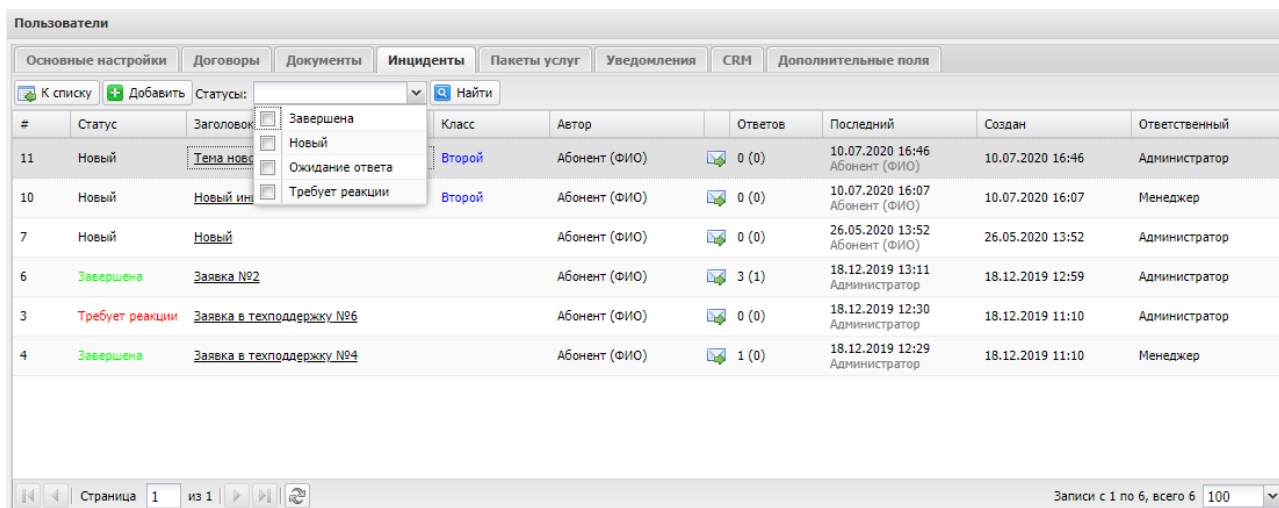 Пользователи
Основные настройки Договоры Документы Инциденты Пакеты услуг Уведомления CRM Дополнительные поля
К списку Добавить Статусы: Найти
# Статус Заголовок Класс Автор Ответов Последний Создан Ответственный
Завершена
Новый
Ожидание ответа
Требует реакции
11 Новый Тема Второй Абонент (ФИО) 0 (0) 10.07.2020 16:46 10.07.2020 16:46 Администратор
Абонент (ФИО)
10 Новый Новый Второй Абонент (ФИО) 0 (0) 10.07.2020 16:07 10.07.2020 16:07 Менеджер
Абонент (ФИО)
7 Новый Новый Абонент (ФИО) 0 (0) 26.05.2020 13:52 26.05.2020 13:52 Администратор
Абонент (ФИО)
6 Завершена Заявка №2 Абонент (ФИО) 3 (1) 18.12.2019 13:11 18.12.2019 12:59 Администратор
Администратор
3 Требует реакции Заявка в техподдержку №6 Абонент (ФИО) 0 (0) 18.12.2019 12:30 18.12.2019 11:10 Администратор
Администратор
4 Завершена Заявка в техподдержку №4 Абонент (ФИО) 1 (0) 18.12.2019 12:29 18.12.2019 11:10 Менеджер
Администратор
Страница 1 из 1 Записи с 1 по 6, всего 6 100